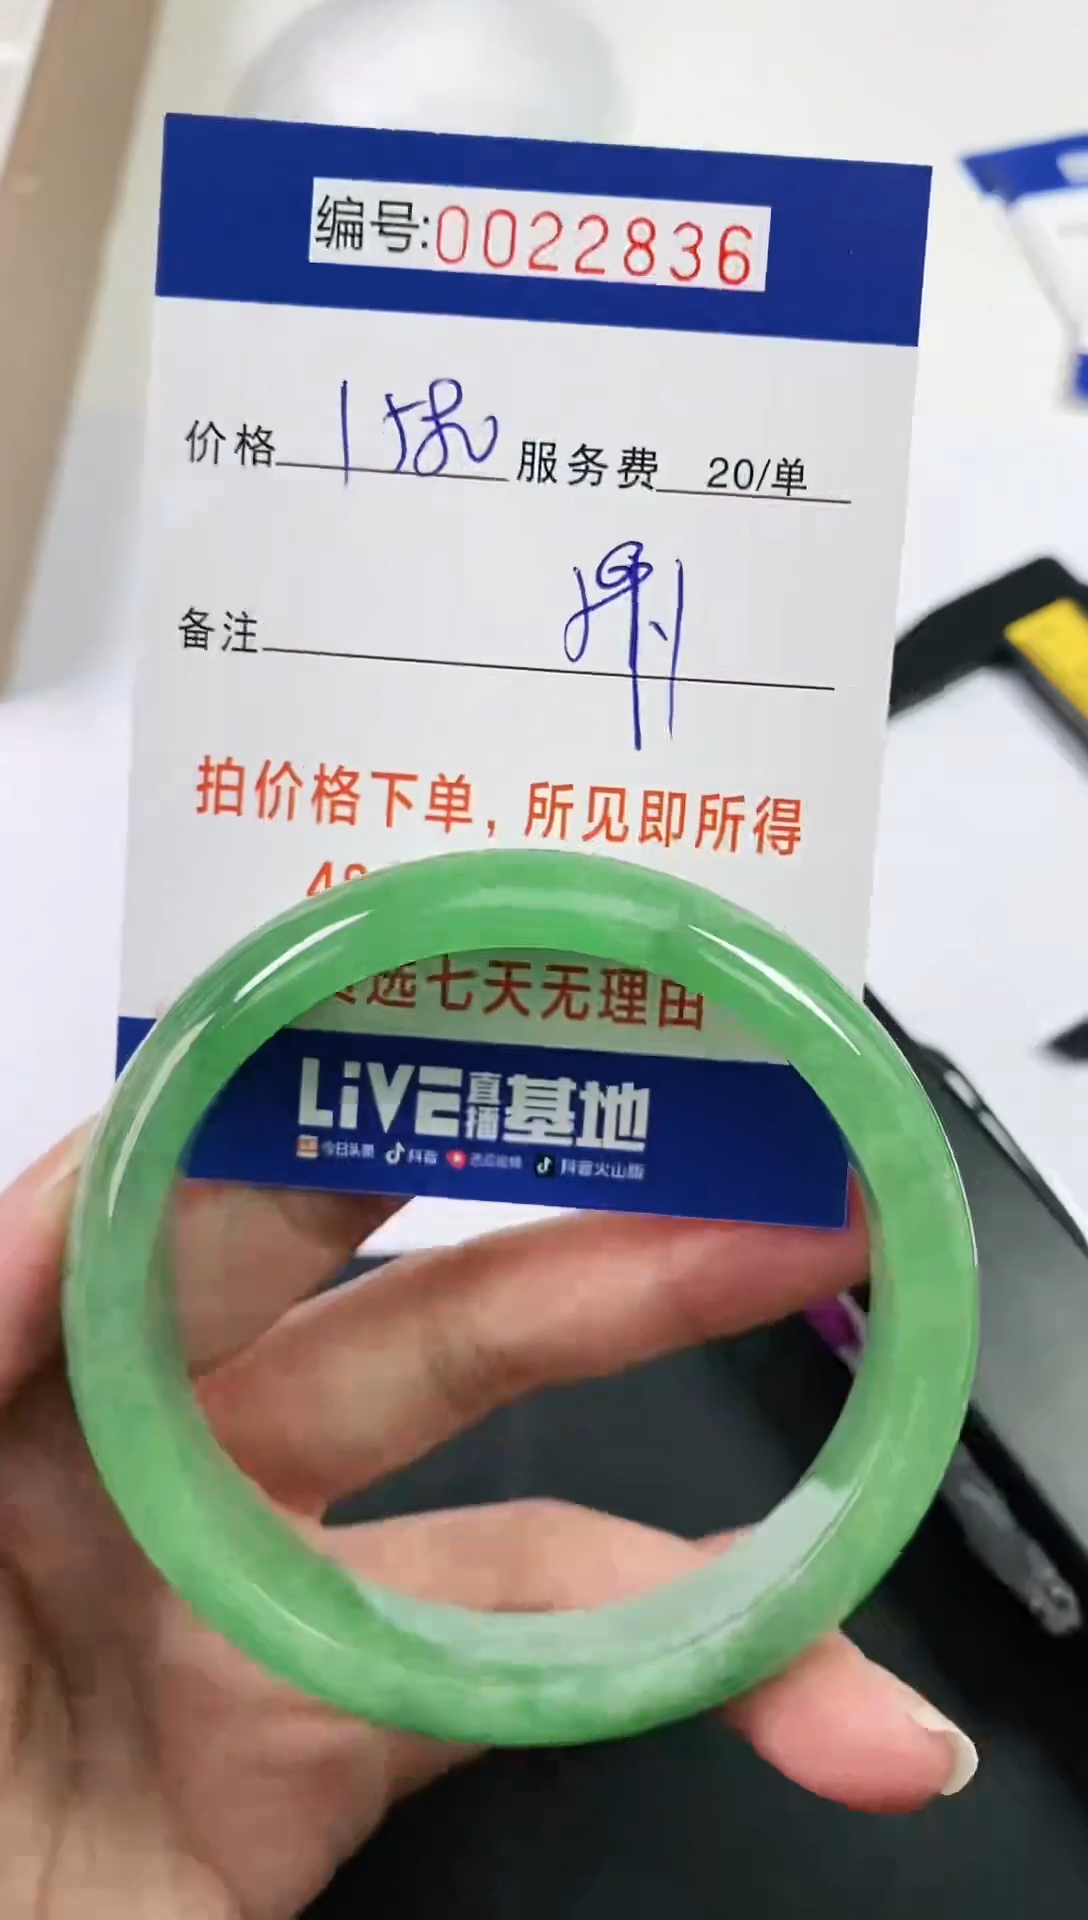 编号:0022836
价格 服务费 20/单
备注
拍价格下单,所见即所得
48
选七天无理由
LiVE直播基地
今日头条 抖音 西瓜视频 抖音火山版